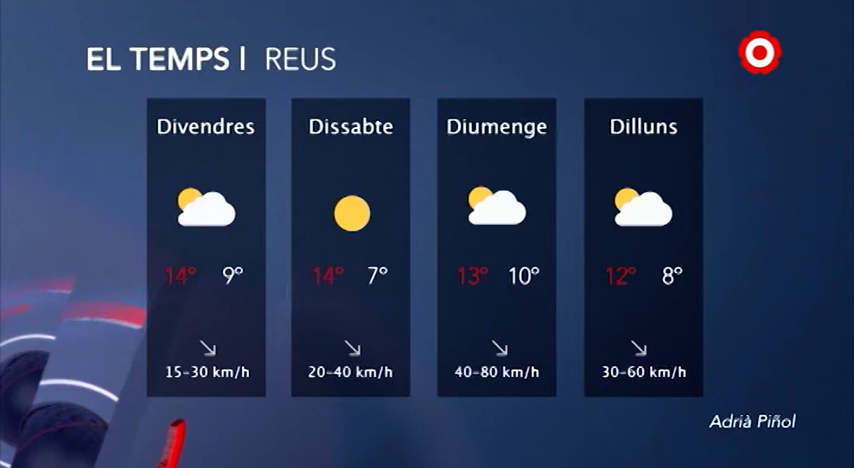 EL TEMPS | REUS
Divendres Dissabte Diumenge Dilluns
14° 9° 14° 7° 13° 10° 12° 8°
15-30 km/h 20-40 km/h 40-80 km/h 30-60 km/h
Adrià Piñol